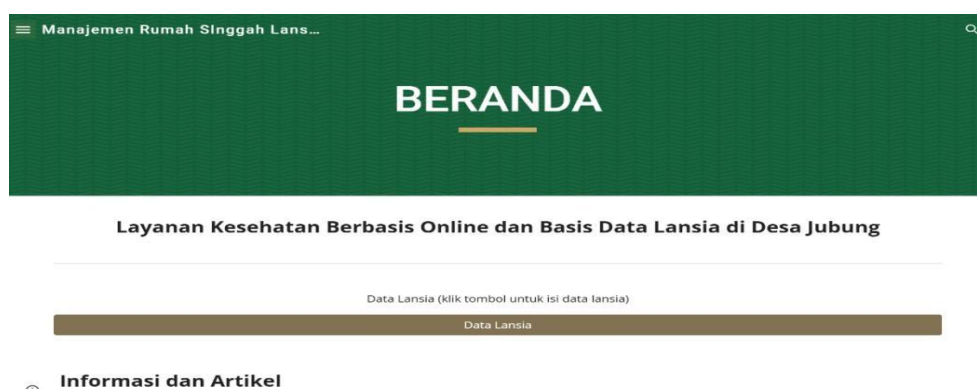 Manajemen Rumah SInggah Lans...
BERANDA
Layanan Kesehatan Berbasis Online dan Basis Data Lansia di Desa Jubung
Data Lansia (klik tombol untuk isi data lansia)
Data Lansia
Informasi dan Artikel